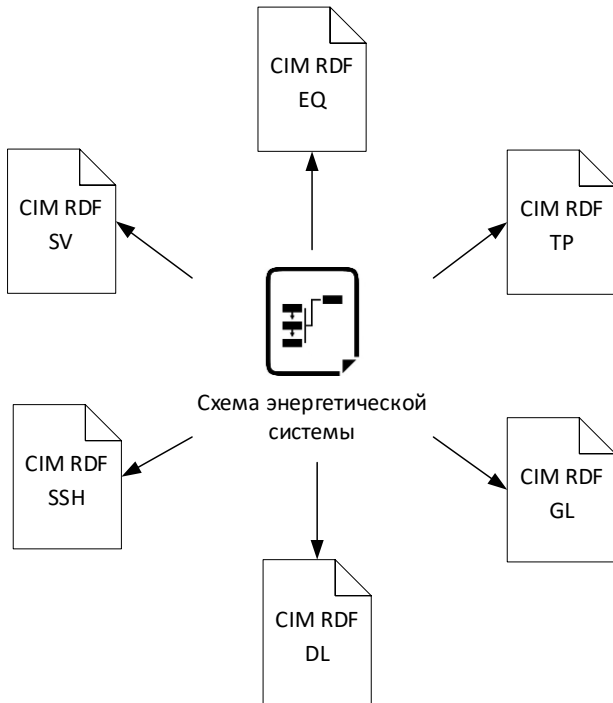 CIM RDF
EQ
CIM RDF
SV
CIM RDF
TP
Схема энергетической
системы
CIM RDF
SSH
CIM RDF
GL
CIM RDF
DL